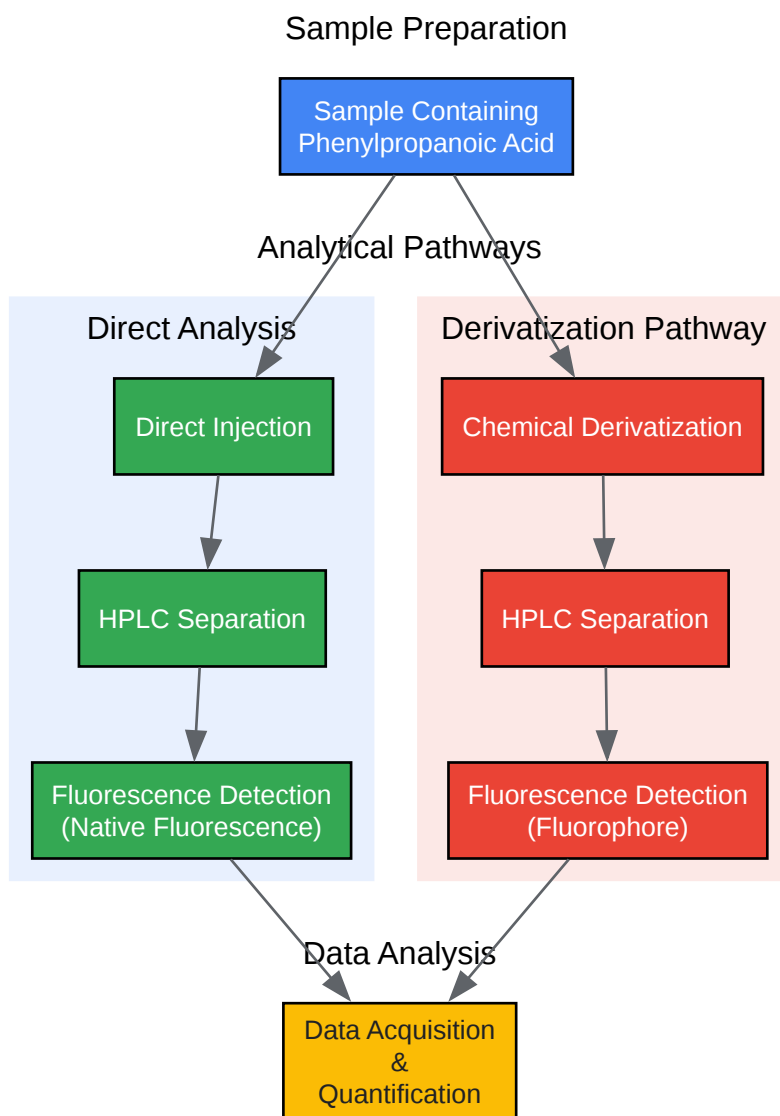 Sample Preparation
Sample Containing
Phenylpropanoic Acid
Analytical Pathways
Direct Analysis
Direct Injection
HPLC Separation
Fluorescence Detection
(Native Fluorescence)
Derivatization Pathway
Chemical Derivatization
HPLC Separation
Fluorescence Detection
(Fluorophore)
Data Analysis
Data Acquisition
&
Quantification